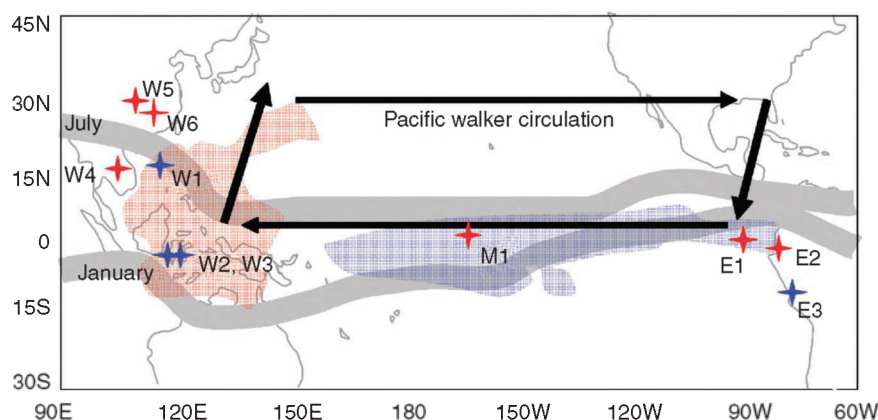 45N
30N
15N
0
15S
30S
90E 120E 150E 180 150W 120W 90W 60W
July
January
Pacific walker circulation
W5
W6
W4
W1
W2, W3
M1
E1
E2
E3